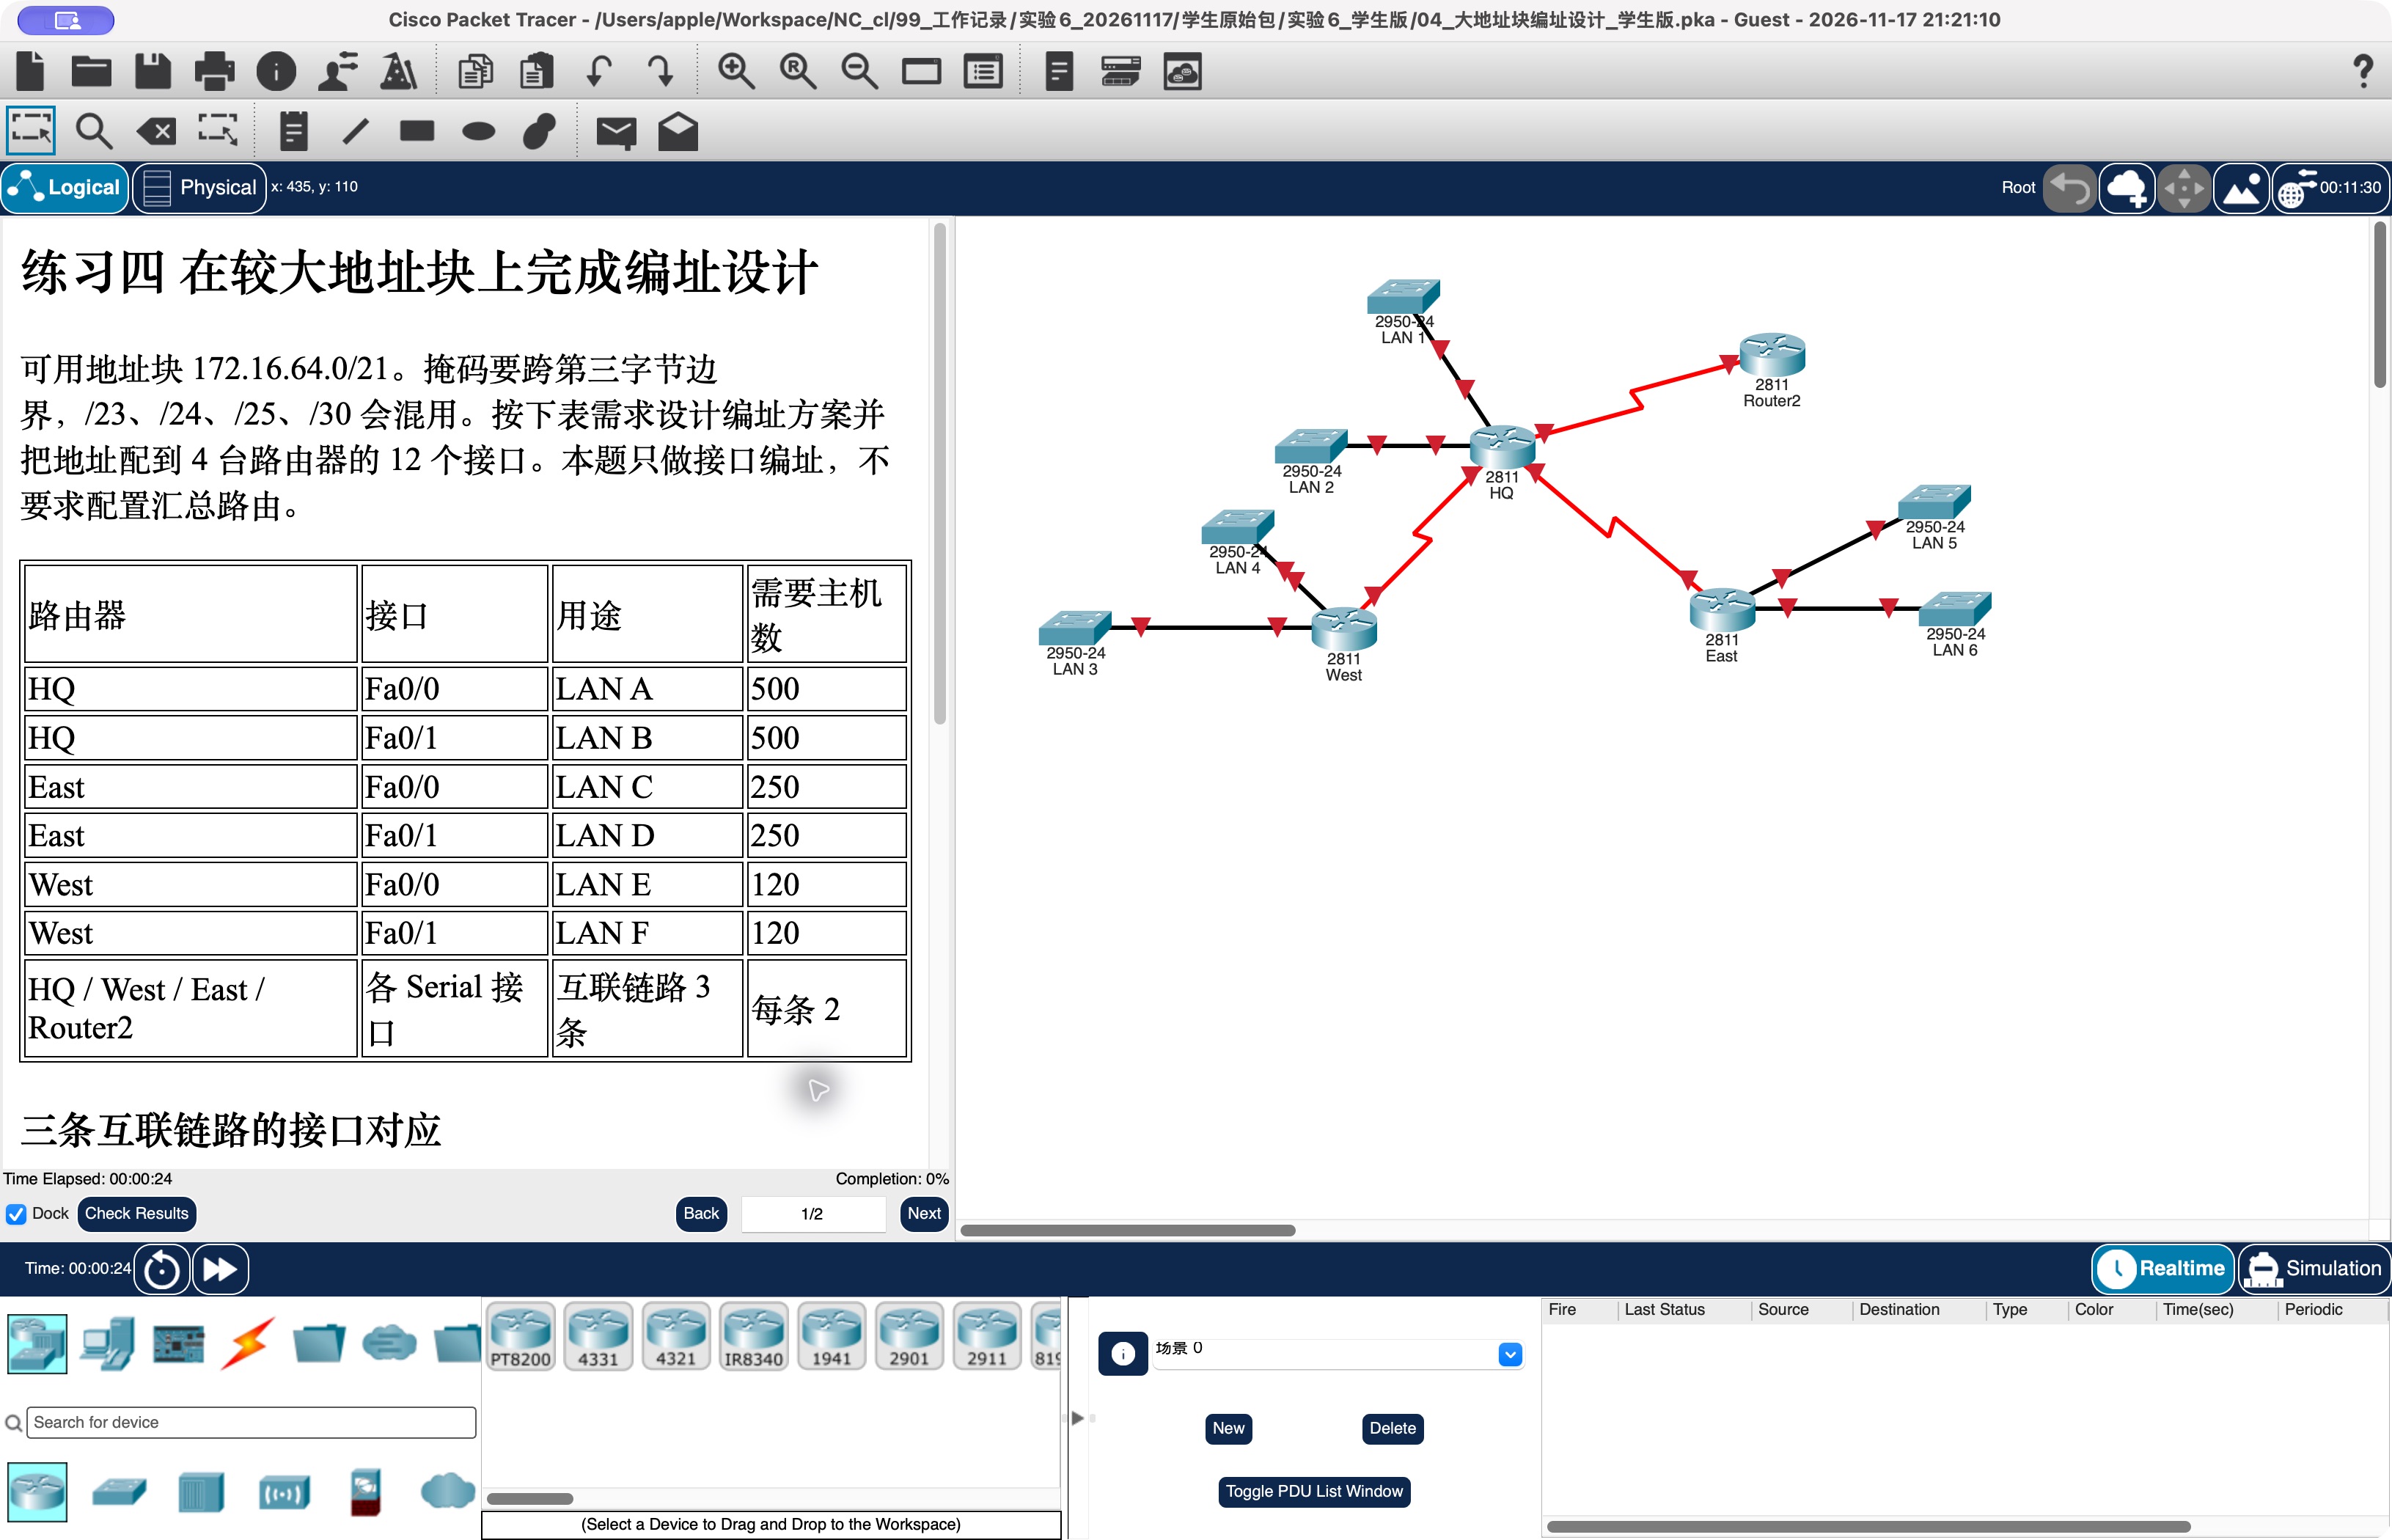 Cisco Packet Tracer - /Users/apple/Workspace/NC_cl/99_工作记录/实验6_20261117/学生原始包/实验6_学生版/04_大地址块编址设计_学生版.pka - Guest - 2026-11-17 21:21:10
Logical
Physical
x: 435, y: 110
Root
00:11:30
练习四 在较大地址块上完成编址设计
可用地址块 172.16.64.0/21。掩码要跨第三字节边
界，/23、/24、/25、/30 会混用。按下表需求设计编址方案并
把地址配到 4 台路由器的 12 个接口。本题只做接口编址，不
要求配置汇总路由。
路由器 接口 用途 需要主机
数
HQ Fa0/0 LAN A 500
HQ Fa0/1 LAN B 500
East Fa0/0 LAN C 250
East Fa0/1 LAN D 250
West Fa0/0 LAN E 120
West Fa0/1 LAN F 120
HQ / West / East /
Router2
各 Serial 接
口
互联链路 3
条
每条 2
三条互联链路的接口对应
2950-24
LAN 1
2811
Router2
2950-24
LAN 2
2811
HQ
2950-24
LAN 4
2950-24
LAN 5
2950-24
LAN 3
2811
West
2811
East
2950-24
LAN 6
Time Elapsed: 00:00:24
Completion: 0%
Dock
Check Results
Back
1/2
Next
Time: 00:00:24
Realtime
Simulation
PT8200
4331
4321
IR8340
1941
2901
2911
819
Search for device
(Select a Device to Drag and Drop to the Workspace)
场景 0
New
Delete
Toggle PDU List Window
Fire
Last Status
Source
Destination
Type
Color
Time(sec)
Periodic